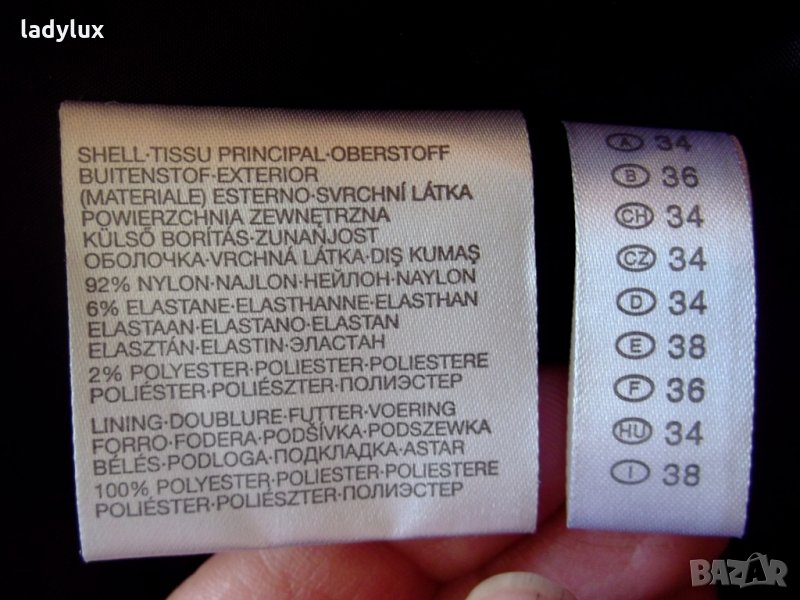 ladylux
SHELL·TISSU PRINCIPAL·OBERSTOFF
BUITENSTOF·EXTERIOR
(MATERIALE) ESTERNO·SVRCHNÍ LÁTKA
POWIERZCHNIA ZEWNĘTRZNA
KÜLSŐ BORÍTÁS·ZUNANJOST
ОБОЛОЧКА·VRCHNÁ LÁTKA·DIŞ KUMAŞ
92% NYLON·NAJLON·НЕЙЛОН·NAYLON
6% ELASTANE·ELASTHANNE·ELASTHAN
ELASTAAN·ELASTANO·ELASTAN
ELASZTÁN·ELASTIN·ЭЛАСТАН
2% POLYESTER·POLIESTER·POLIESTERE
POLIÉSTER·POLIÉSZTER·ПОЛИЭСТЕР
LINING·DOUBLURE·FUTTER·VOERING
FORRO·FODERA·PODŠÍVKA·PODSZEWKA
BÉLÉS·PODLOGA·ПОДКЛАДКА·ASTAR
100% POLYESTER·POLIESTER·POLIESTERE
POLIÉSTER·POLIÉSZTER·ПОЛИЭСТЕР
A 34
B 36
CH 34
CZ 34
D 34
E 38
F 36
HU 34
I 38
BAZAR